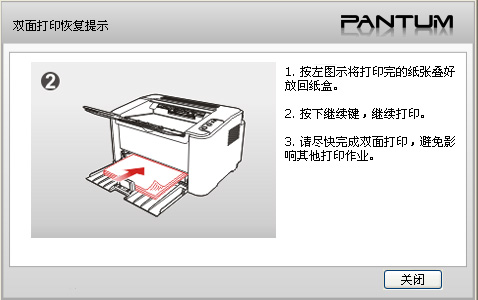 双面打印恢复提示
PANTUM
2
1. 按左图示将打印完的纸张叠好
放回纸盒。
2. 按下继续键，继续打印。
3. 请尽快完成双面打印，避免影
响其他打印作业。
关闭